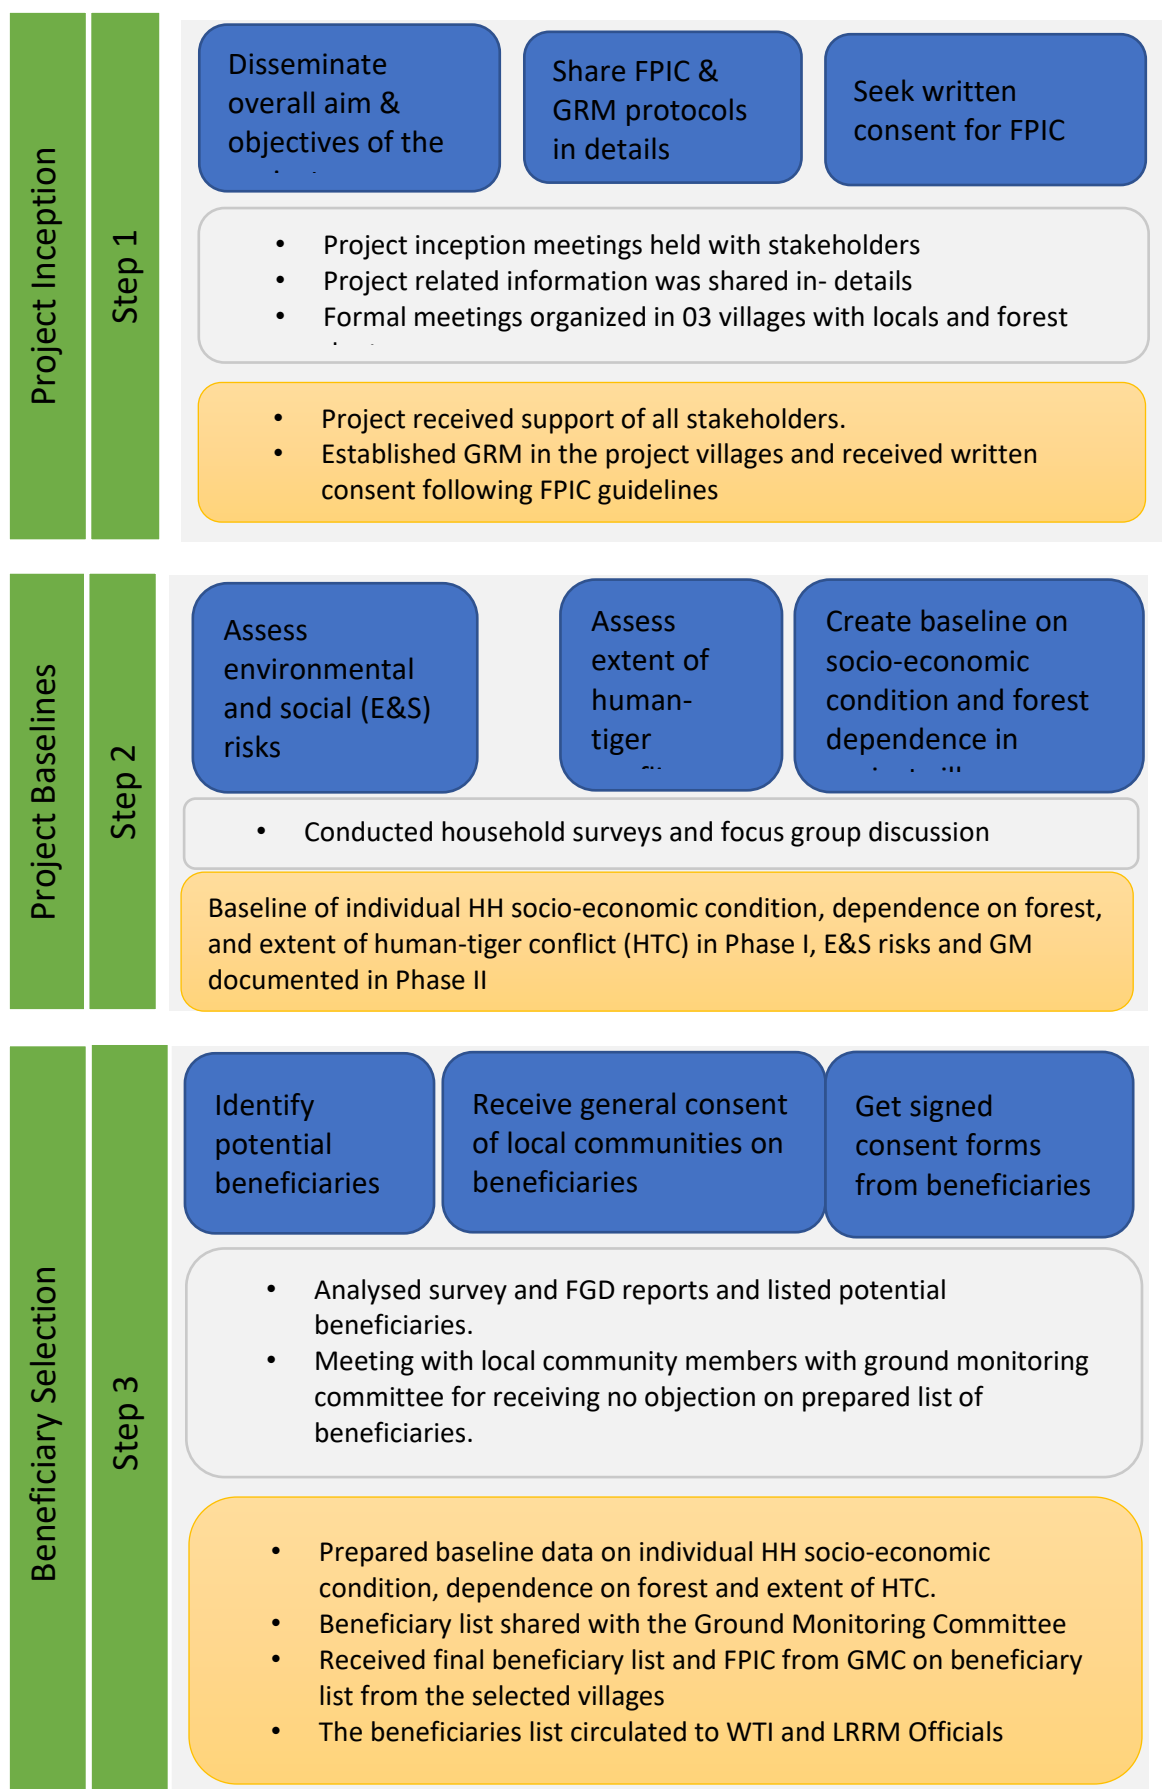 Project Inception
Step 1
Disseminate
overall aim &
objectives of the
Share FPIC &
GRM protocols
in details
Seek written
consent for FPIC
• Project inception meetings held with stakeholders
• Project related information was shared in- details
• Formal meetings organized in 03 villages with locals and forest
• Project received support of all stakeholders.
• Established GRM in the project villages and received written
consent following FPIC guidelines
Project Baselines
Step 2
Assess
environmental
and social (E&S)
risks
Assess
extent of
human-
tiger
Create baseline on
socio-economic
condition and forest
dependence in
• Conducted household surveys and focus group discussion
Baseline of individual HH socio-economic condition, dependence on forest,
and extent of human-tiger conflict (HTC) in Phase I, E&S risks and GM
documented in Phase II
Beneficiary Selection
Step 3
Identify
potential
beneficiaries
Receive general consent
of local communities on
beneficiaries
Get signed
consent forms
from beneficiaries
• Analysed survey and FGD reports and listed potential
beneficiaries.
• Meeting with local community members with ground monitoring
committee for receiving no objection on prepared list of
beneficiaries.
• Prepared baseline data on individual HH socio-economic
condition, dependence on forest and extent of HTC.
• Beneficiary list shared with the Ground Monitoring Committee
• Received final beneficiary list and FPIC from GMC on beneficiary
list from the selected villages
• The beneficiaries list circulated to WTI and LRRM Officials